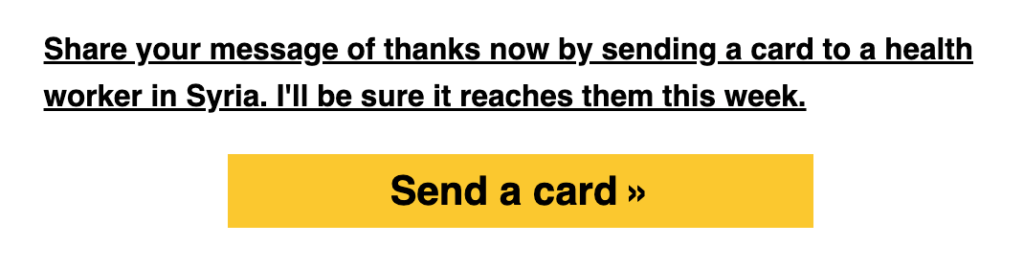 Share your message of thanks now by sending a card to a health
worker in Syria. I'll be sure it reaches them this week.
Send a card »